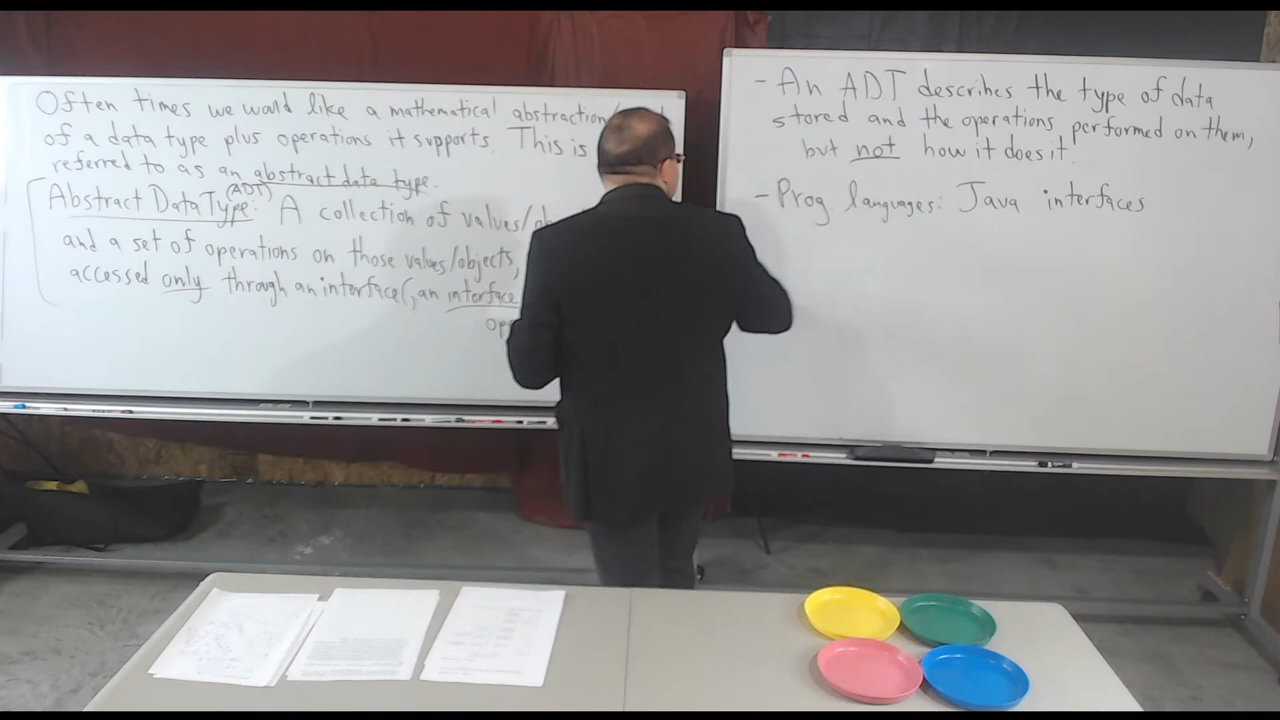 Often times we would like a mathematical abstraction
of a data type plus operations it supports. This is
referred to as an abstract data type.
(ADT)
Abstract Data Type: A collection of values/
and a set of operations on those values/objects,
accessed only through an interface (, an interface
- An ADT describes the type of data
stored and the operations performed on them,
but not how it does it.
- Prog languages: Java interfaces